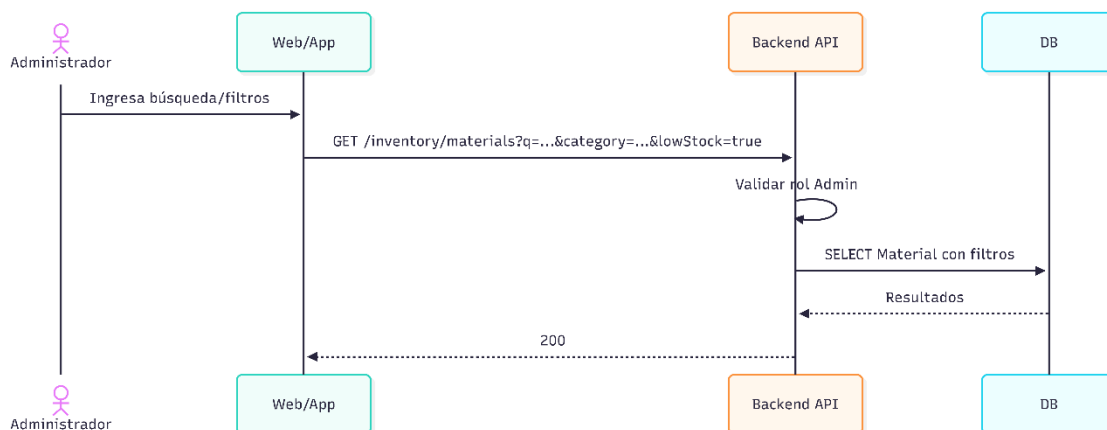 Administrador
Web/App
Backend API
DB
Ingresa búsqueda/filtros
GET /inventory/materials?q=...&category=...&lowStock=true
Validar rol Admin
SELECT Material con filtros
Resultados
200
Administrador
Web/App
Backend API
DB